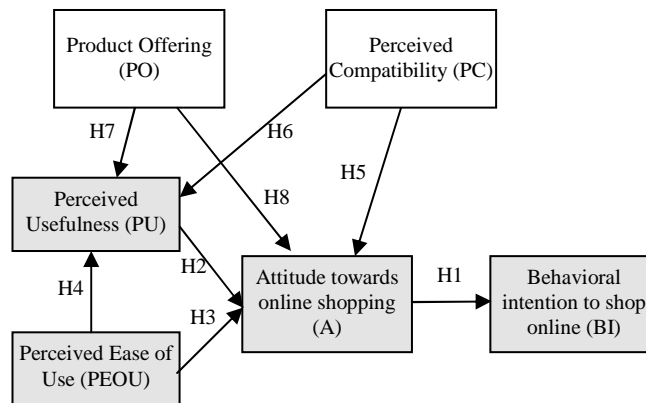 Product Offering
(PO)
Perceived
Compatibility (PC)
H7
H6
H8
H5
Perceived
Usefulness (PU)
H2
H4
H3
Attitude towards
online shopping
(A)
H1
Behavioral
intention to shop
online (BI)
Perceived Ease of
Use (PEOU)